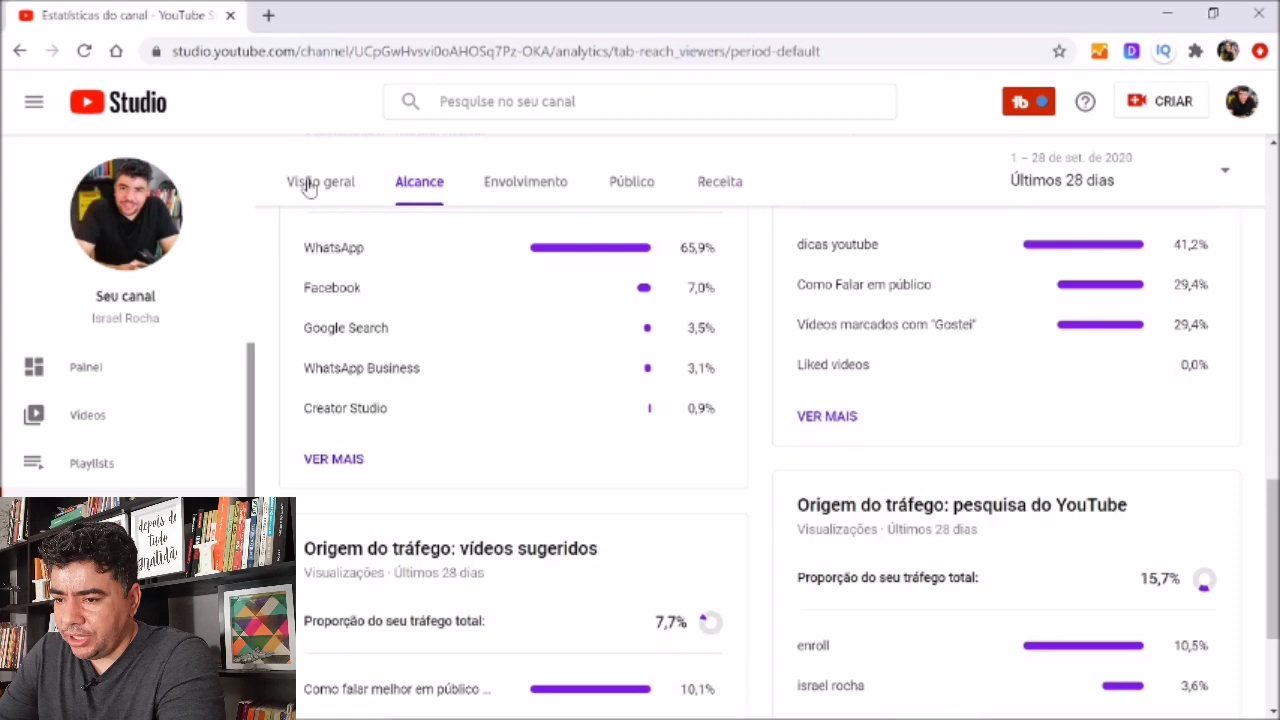 Estatísticas do canal - YouTube S
studio.youtube.com/channel/UCpGwHvsvi0oAHOSq7Pz-OKA/analytics/tab-reach_viewers/period-default
Studio
Pesquise no seu canal
CRIAR
Visão geral
Alcance
Envolvimento
Público
Receita
1 – 28 de set. de 2020
Últimos 28 dias
Seu canal
Israel Rocha
Painel
Vídeos
Playlists
WhatsApp 65,9%
Facebook 7,0%
Google Search 3,5%
WhatsApp Business 3,1%
Creator Studio 0,9%
VER MAIS
Origem do tráfego: vídeos sugeridos
Visualizações · Últimos 28 dias
Proporção do seu tráfego total: 7,7%
Como falar melhor em público ... 10,1%
dicas youtube 41,2%
Como Falar em público 29,4%
Vídeos marcados com "Gostei" 29,4%
Liked videos 0,0%
VER MAIS
Origem do tráfego: pesquisa do YouTube
Visualizações · Últimos 28 dias
Proporção do seu tráfego total: 15,7%
enroll 10,5%
israel rocha 3,6%
depois de
tudo
gratidão!